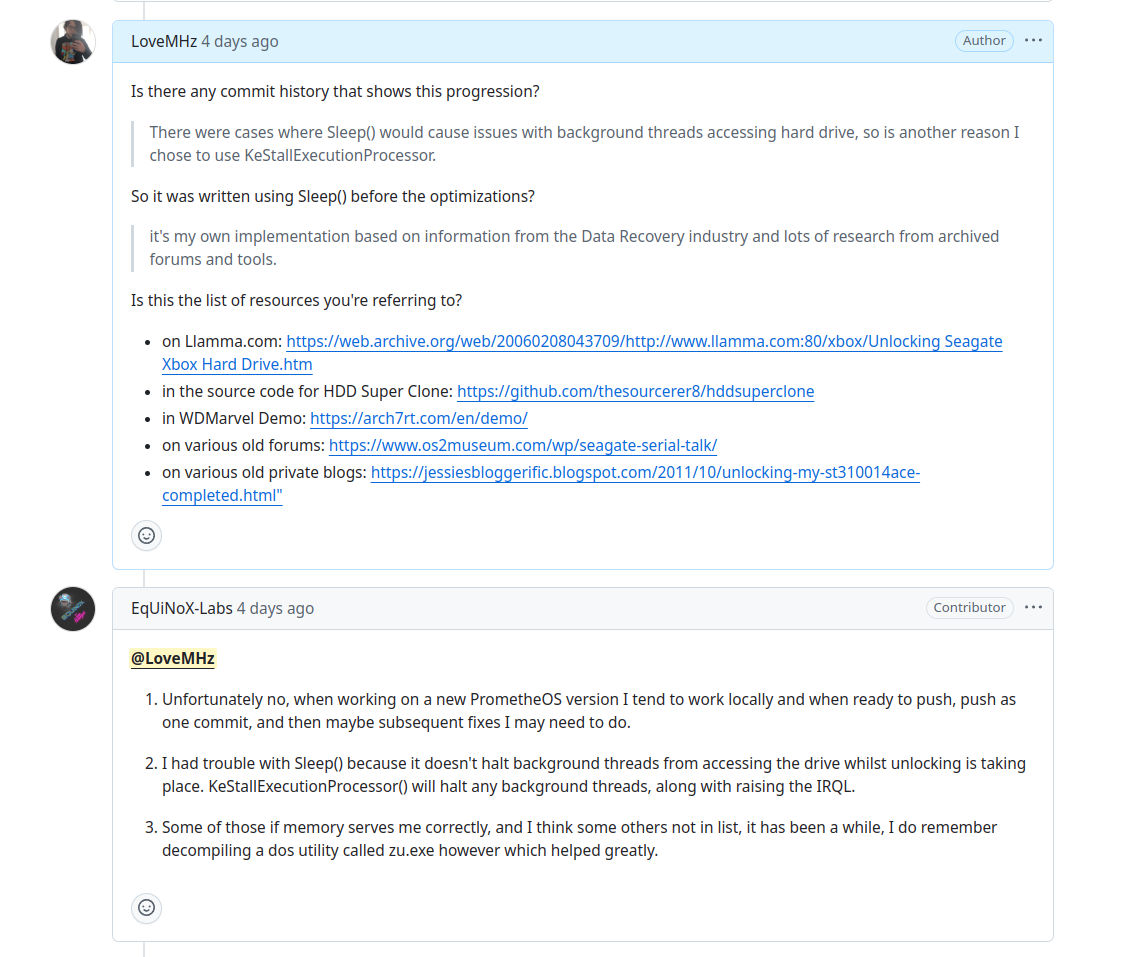 LoveMHz 4 days ago
Author
Is there any commit history that shows this progression?
There were cases where Sleep() would cause issues with background threads accessing hard drive, so is another reason I
chose to use KeStallExecutionProcessor.
So it was written using Sleep() before the optimizations?
it's my own implementation based on information from the Data Recovery industry and lots of research from archived
forums and tools.
Is this the list of resources you're referring to?
• on Llamma.com: https://web.archive.org/web/20060208043709/http://www.llamma.com:80/xbox/Unlocking Seagate
Xbox Hard Drive.htm
• in the source code for HDD Super Clone: https://github.com/thesourcerer8/hddsuperclone
• in WDMarvel Demo: https://arch7rt.com/en/demo/
• on various old forums: https://www.os2museum.com/wp/seagate-serial-talk/
• on various old private blogs: https://jessiesbloggerific.blogspot.com/2011/10/unlocking-my-st310014ace-
completed.html"
EqUiNoX-Labs 4 days ago
Contributor
@LoveMHz
1. Unfortunately no, when working on a new PrometheOS version I tend to work locally and when ready to push, push as
one commit, and then maybe subsequent fixes I may need to do.
2. I had trouble with Sleep() because it doesn't halt background threads from accessing the drive whilst unlocking is taking
place. KeStallExecutionProcessor() will halt any background threads, along with raising the IRQL.
3. Some of those if memory serves me correctly, and I think some others not in list, it has been a while, I do remember
decompiling a dos utility called zu.exe however which helped greatly.